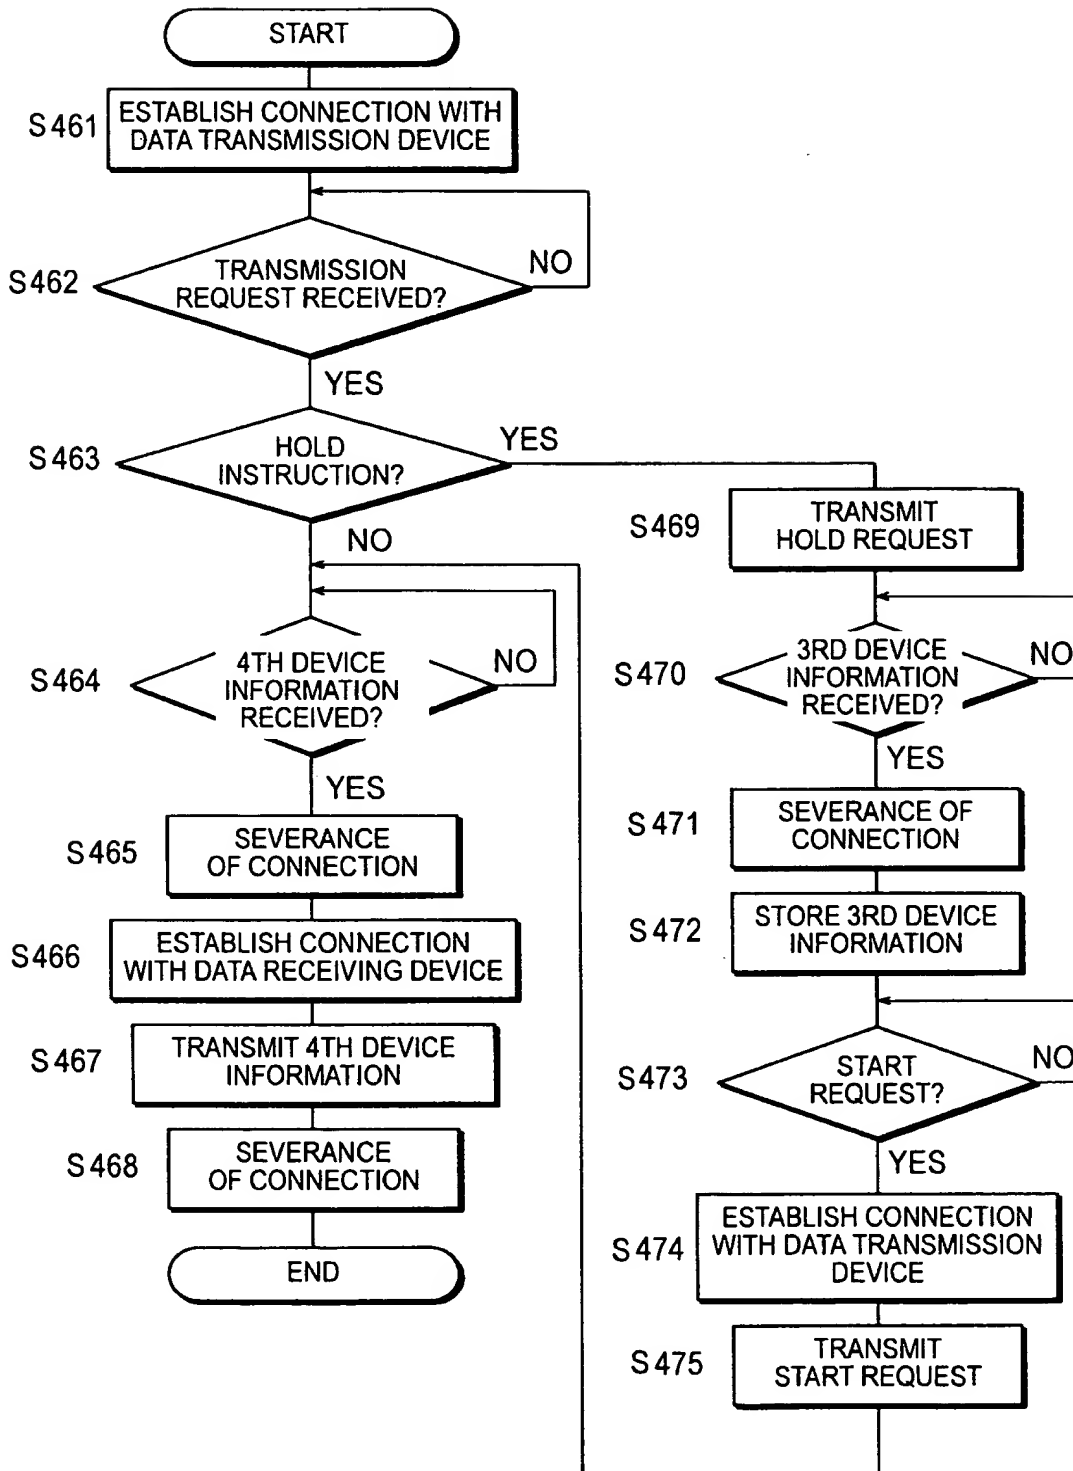 START
S461
ESTABLISH CONNECTION WITH
DATA TRANSMISSION DEVICE
S462
TRANSMISSION
REQUEST RECEIVED?
NO
YES
S463
HOLD
INSTRUCTION?
YES
NO
S464
4TH DEVICE
INFORMATION
RECEIVED?
NO
YES
S465
SEVERANCE
OF CONNECTION
S466
ESTABLISH CONNECTION
WITH DATA RECEIVING DEVICE
S467
TRANSMIT 4TH DEVICE
INFORMATION
S468
SEVERANCE
OF CONNECTION
END
S469
TRANSMIT
HOLD REQUEST
S470
3RD DEVICE
INFORMATION
RECEIVED?
NO
YES
S471
SEVERANCE OF
CONNECTION
S472
STORE 3RD DEVICE
INFORMATION
S473
START
REQUEST?
NO
YES
S474
ESTABLISH CONNECTION
WITH DATA TRANSMISSION
DEVICE
S475
TRANSMIT
START REQUEST